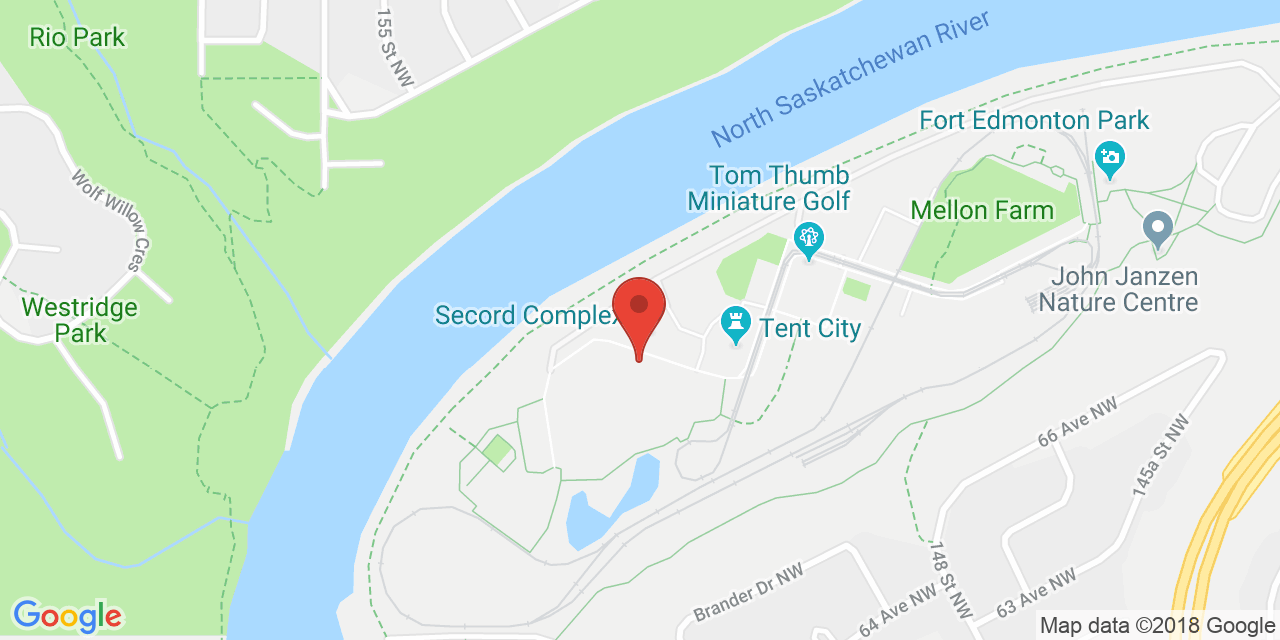 Rio Park
155 St NW
North Saskatchewan River
Fort Edmonton Park
Tom Thumb
Miniature Golf
Wolf Willow Cres
Mellon Farm
John Janzen
Nature Centre
Westridge
Park
Secord Complex
Tent City
66 Ave NW
145a St NW
148 St NW
Brander Dr NW
63 Ave NW
64 Ave NW
Google
Map data ©2018 Google